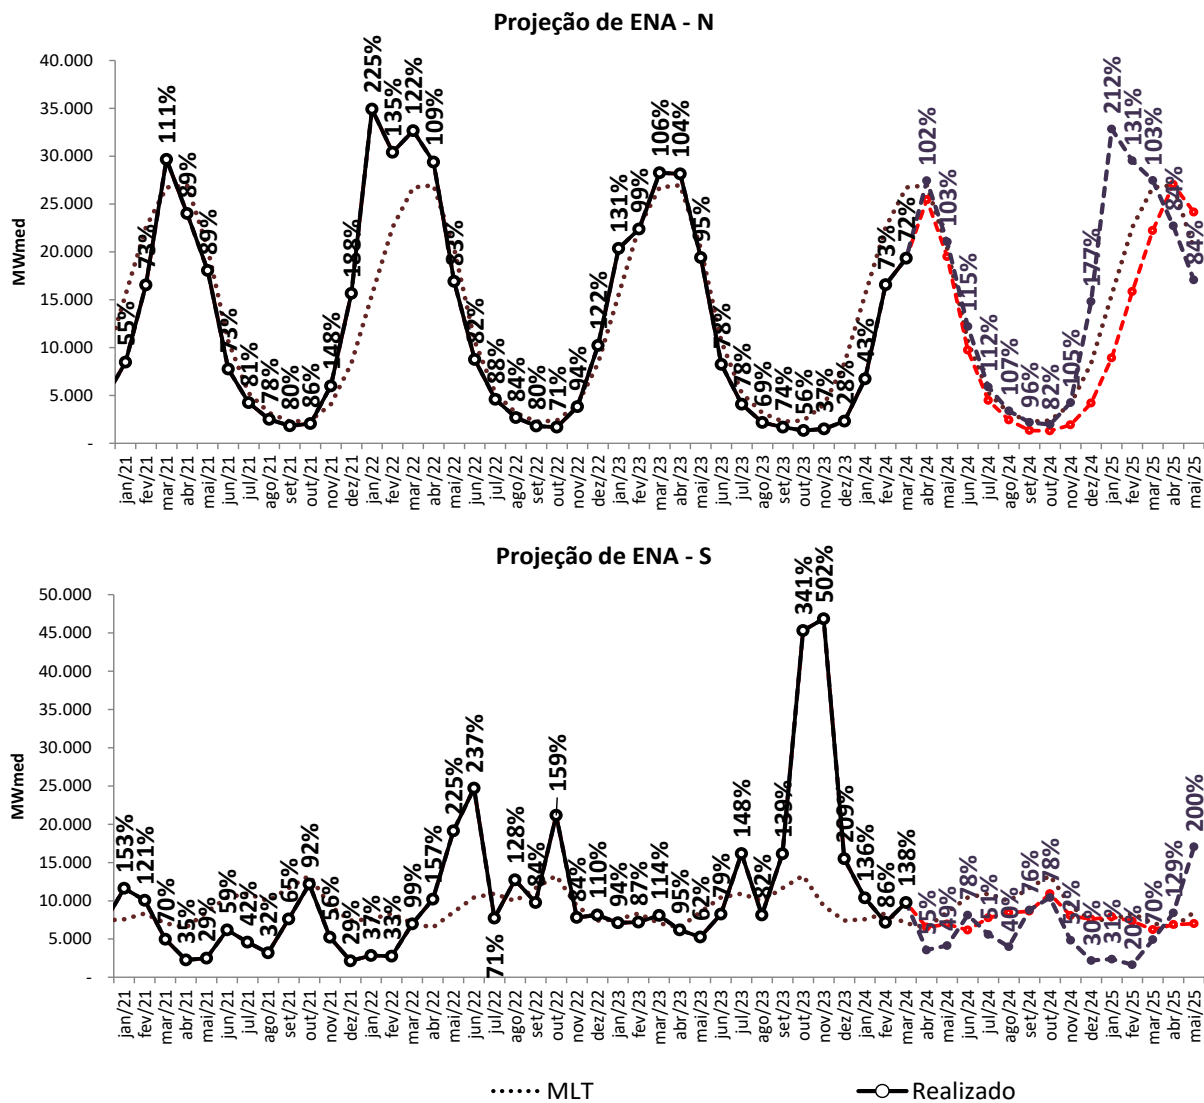 Projeção de ENA - N
MWmed
40.000
35.000
30.000
25.000
20.000
15.000
10.000
5.000
-
55%
73%
111%
89%
89%
73%
81%
78%
80%
86%
148%
188%
225%
135%
122%
109%
83%
82%
88%
84%
80%
71%
94%
122%
131%
99%
106%
104%
95%
78%
78%
69%
74%
56%
37%
28%
43%
73%
72%
102%
103%
115%
112%
107%
96%
82%
105%
177%
212%
131%
103%
84%
84%
jan/21
fev/21
mar/21
abr/21
mai/21
jun/21
jul/21
ago/21
set/21
out/21
nov/21
dez/21
jan/22
fev/22
mar/22
abr/22
mai/22
jun/22
jul/22
ago/22
set/22
out/22
nov/22
dez/22
jan/23
fev/23
mar/23
abr/23
mai/23
jun/23
jul/23
ago/23
set/23
out/23
nov/23
dez/23
jan/24
fev/24
mar/24
abr/24
mai/24
jun/24
jul/24
ago/24
set/24
out/24
nov/24
dez/24
jan/25
fev/25
mar/25
abr/25
mai/25
Projeção de ENA - S
MWmed
50.000
45.000
40.000
35.000
30.000
25.000
20.000
15.000
10.000
5.000
-
153%
121%
70%
35%
29%
59%
42%
32%
65%
92%
56%
29%
37%
33%
99%
157%
225%
237%
71%
128%
84%
159%
84%
110%
94%
87%
114%
95%
62%
79%
148%
82%
139%
341%
502%
209%
136%
86%
138%
55%
49%
78%
51%
40%
76%
78%
52%
30%
31%
20%
70%
129%
200%
jan/21
fev/21
mar/21
abr/21
mai/21
jun/21
jul/21
ago/21
set/21
out/21
nov/21
dez/21
jan/22
fev/22
mar/22
abr/22
mai/22
jun/22
jul/22
ago/22
set/22
out/22
nov/22
dez/22
jan/23
fev/23
mar/23
abr/23
mai/23
jun/23
jul/23
ago/23
set/23
out/23
nov/23
dez/23
jan/24
fev/24
mar/24
abr/24
mai/24
jun/24
jul/24
ago/24
set/24
out/24
nov/24
dez/24
jan/25
fev/25
mar/25
abr/25
mai/25
MLT
Realizado